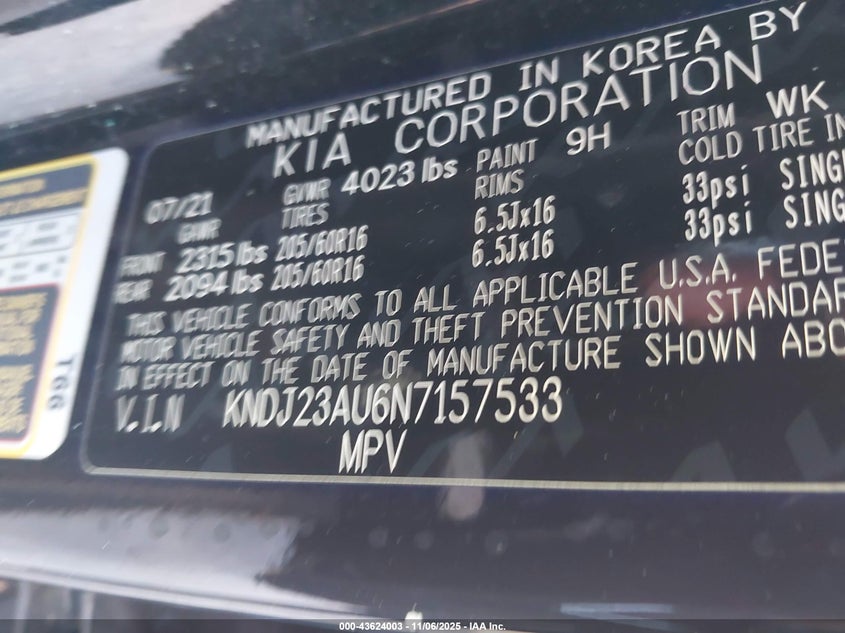 MANUFACTURED IN KOREA BY
KIA CORPORATION
07/21 GVWR 4023 lbs PAINT 9H TRIM WK
GAWR TIRES RIMS COLD TIRE IN
FRONT 2315 lbs 205/60R16 6.5Jx16 33psi SINGL
REAR 2094 lbs 205/60R16 6.5Jx16 33psi SING
THIS VEHICLE CONFORMS TO ALL APPLICABLE U.S.A. FEDE
MOTOR VEHICLE SAFETY AND THEFT PREVENTION STANDAR
IN EFFECT ON THE DATE OF MANUFACTURE SHOWN ABO
V.I.N KNDJ23AU6N7157533
MPV
T66
000-43624003 - 11/06/2025 - IAA Inc.